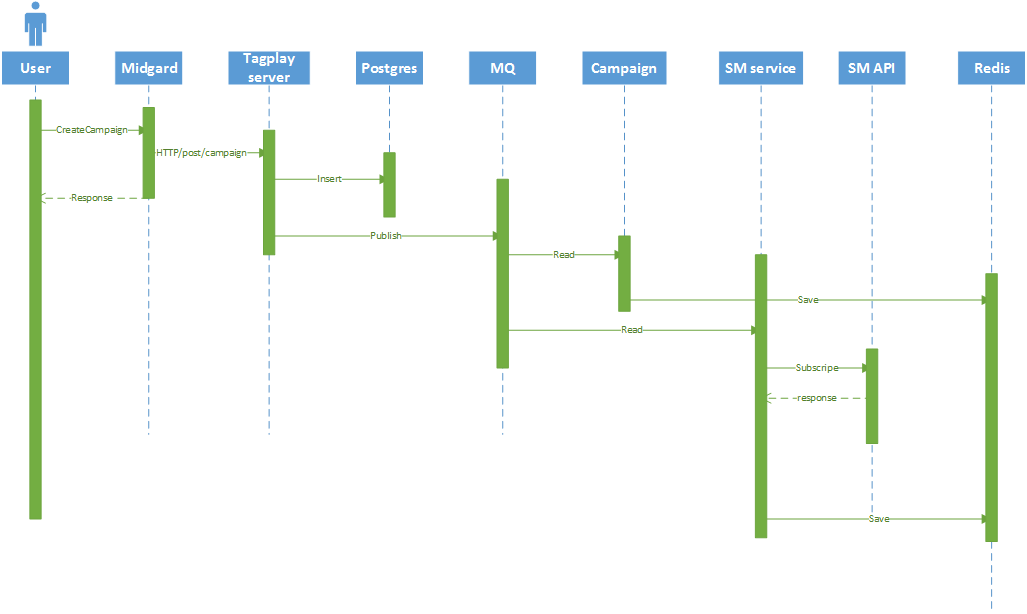 User
Midgard
Tagplay
server
Postgres
MQ
Campaign
SM service
SM API
Redis
CreateCampaign
HTTP/post/campaign
Insert
Response
Publish
Read
Save
Read
Subscripe
response
Save